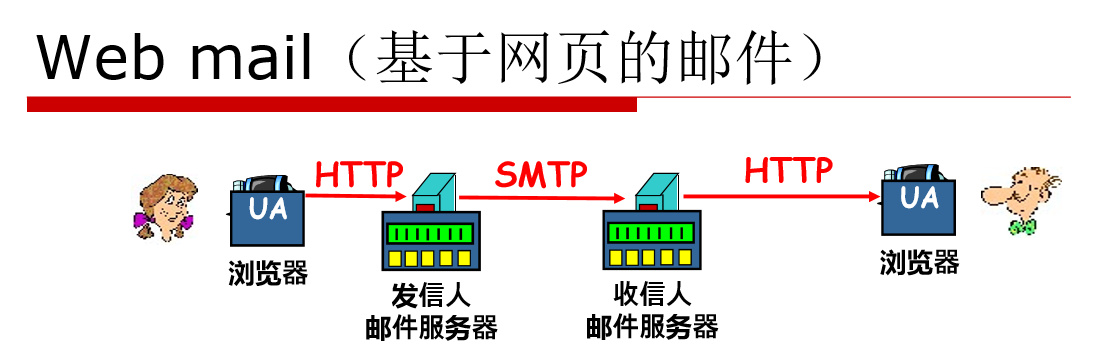 Web mail（基于网页的邮件）
HTTP
SMTP
HTTP
UA
UA
浏览器
发信人
邮件服务器
收信人
邮件服务器
浏览器